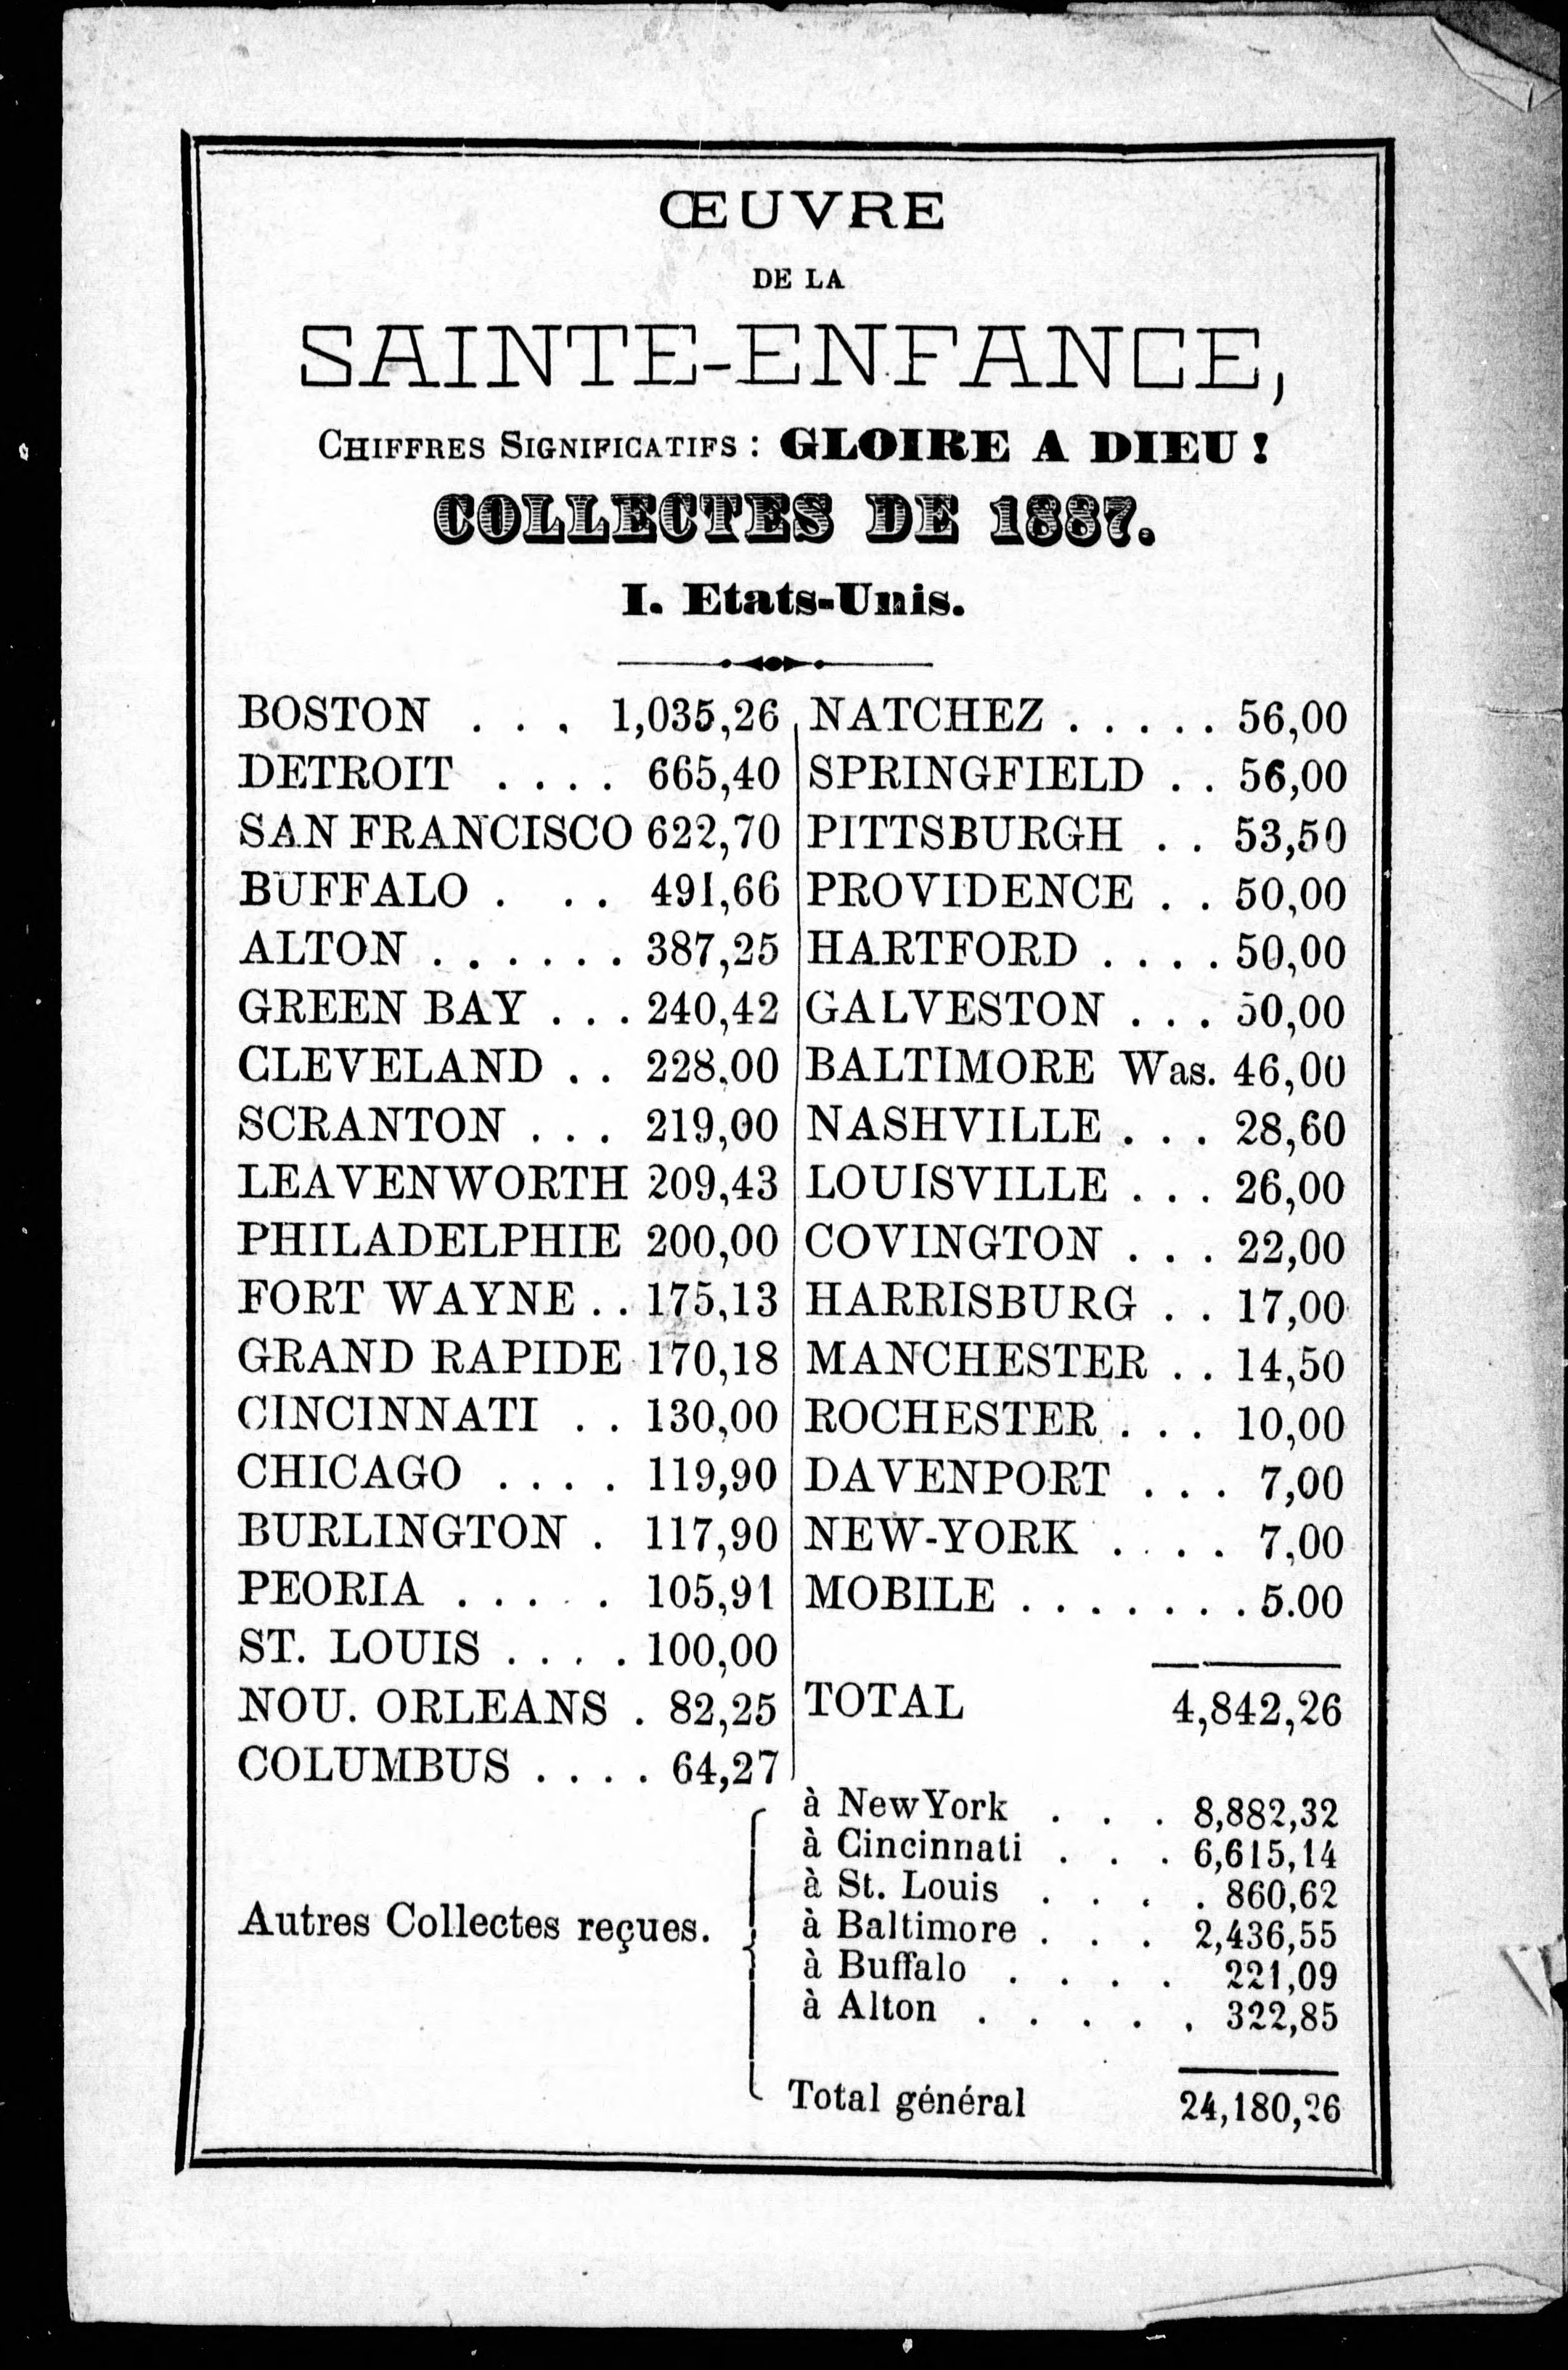 ŒUVRE
DE LA
SAINTE-ENFANCE,
CHIFFRES SIGNIFICATIFS : GLOIRE A DIEU !
COLLECTES DE 1887.
I. Etats-Unis.
BOSTON . . . 1,035,26
DETROIT . . . . 665,40
SAN FRANCISCO 622,70
BUFFALO . . . 491,66
ALTON . . . . . . 387,25
GREEN BAY . . . 240,42
CLEVELAND . . 228,00
SCRANTON . . . 219,00
LEAVENWORTH 209,43
PHILADELPHIE 200,00
FORT WAYNE . . 175,13
GRAND RAPIDE 170,18
CINCINNATI . . 130,00
CHICAGO . . . . 119,90
BURLINGTON . 117,90
PEORIA . . . . . 105,91
ST. LOUIS . . . . 100,00
NOU. ORLEANS . 82,25
COLUMBUS . . . . 64,27
NATCHEZ . . . . . 56,00
SPRINGFIELD . . 56,00
PITTSBURGH . . 53,50
PROVIDENCE . . 50,00
HARTFORD . . . . 50,00
GALVESTON . . . 50,00
BALTIMORE Was. 46,00
NASHVILLE . . . 28,60
LOUISVILLE . . . 26,00
COVINGTON . . . 22,00
HARRISBURG . . 17,00
MANCHESTER . . 14,50
ROCHESTER . . . 10,00
DAVENPORT . . . 7,00
NEW-YORK . . . . 7,00
MOBILE . . . . . . . 5.00
TOTAL 4,842,26
Autres Collectes reçues.
à New York . . . 8,882,32
à Cincinnati . . . 6,615,14
à St. Louis . . . . 860,62
à Baltimore . . . 2,436,55
à Buffalo . . . . 221,09
à Alton . . . . . 322,85
Total général 24,180,26